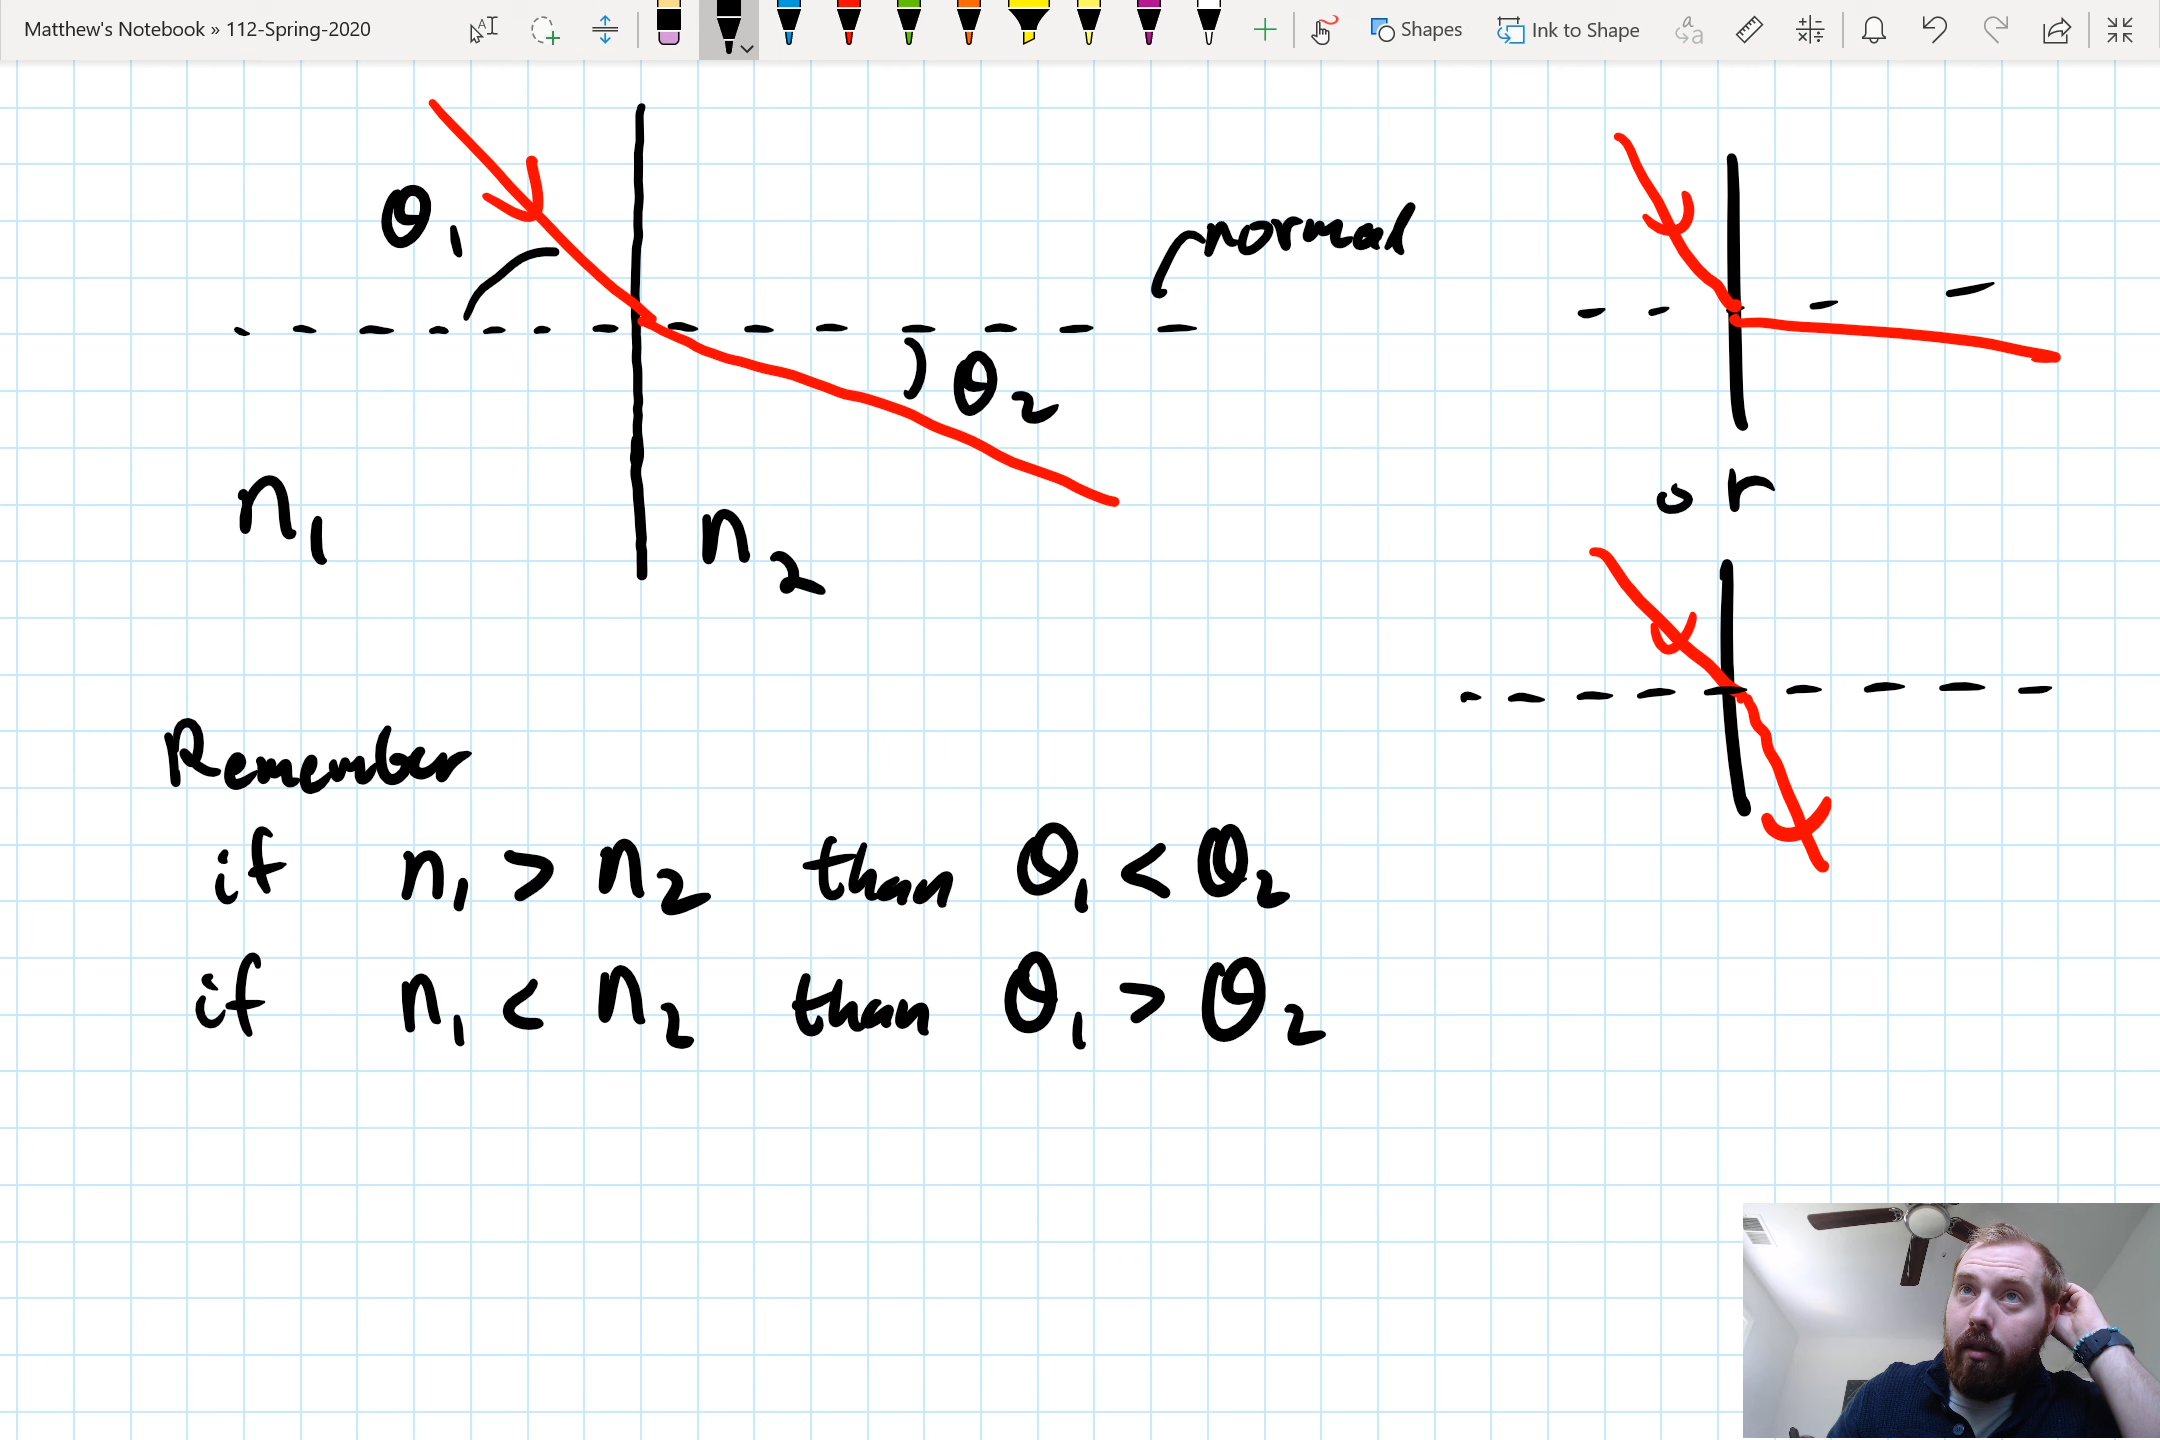 Matthew's Notebook » 112-Spring-2020
Shapes
Ink to Shape
θ₁
normal
θ₂
n₁
n₂
or
Remember
if n₁ > n₂ than θ₁ < θ₂
if n₁ < n₂ than θ₁ > θ₂